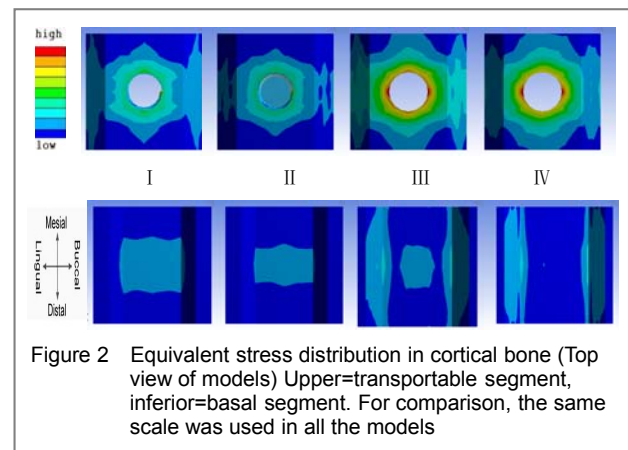 high
low
I II III IV
Mesial
Lingual Buccal
Distal
Figure 2 Equivalent stress distribution in cortical bone (Top
view of models) Upper=transportable segment,
inferior=basal segment. For comparison, the same
scale was used in all the models